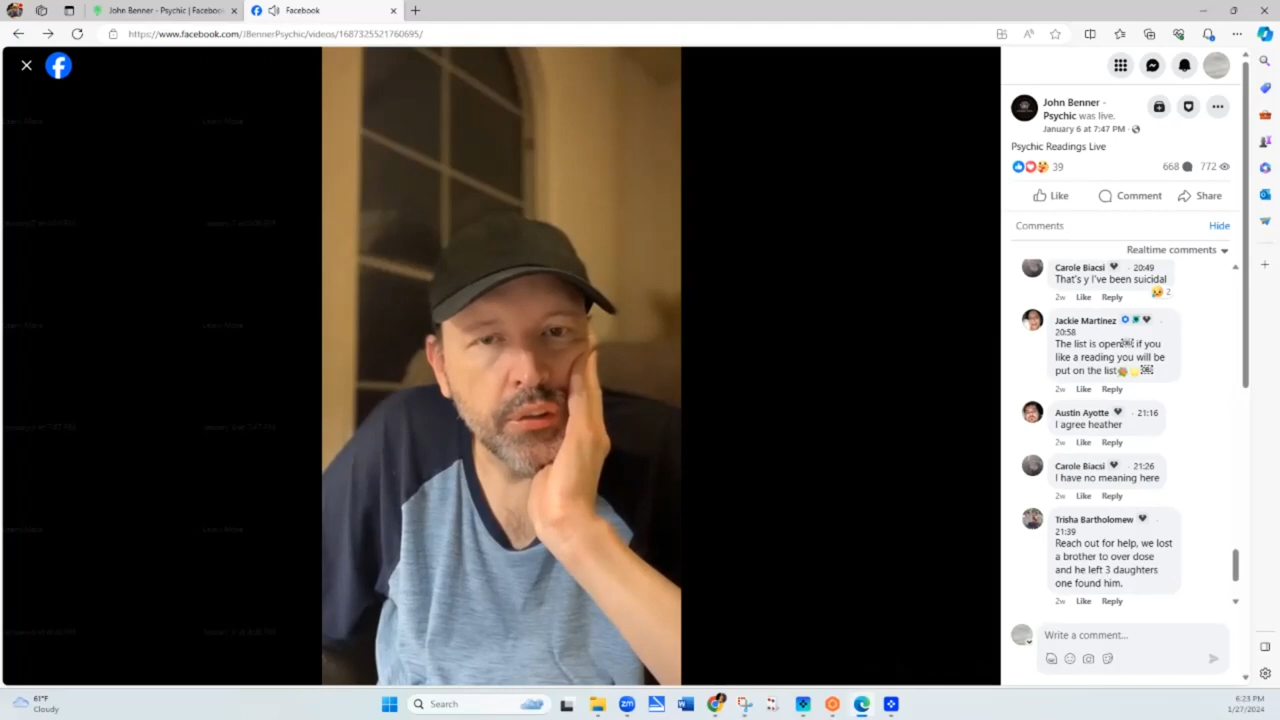 John Benner - Psychic | Facebook
Facebook
https://www.facebook.com/JBennerPsychic/videos/1687325521760695/
John Benner -
Psychic was live.
January 6 at 7:47 PM ·
Psychic Readings Live
39
668
772
Like
Comment
Share
Comments
Hide
Realtime comments
Carole Biacsi · 20:49
That's y I've been suicidal
2
2w Like Reply
Jackie Martinez ·
20:58
The list is open if you
like a reading you will be
put on the list
2w Like Reply
Austin Ayotte · 21:16
I agree heather
2w Like Reply
Carole Biacsi · 21:26
I have no meaning here
2w Like Reply
Trisha Bartholomew ·
21:39
Reach out for help, we lost
a brother to over dose
and he left 3 daughters
one found him.
2w Like Reply
Write a comment...
61°F
Cloudy
Search
zm
6:23 PM
1/27/2024